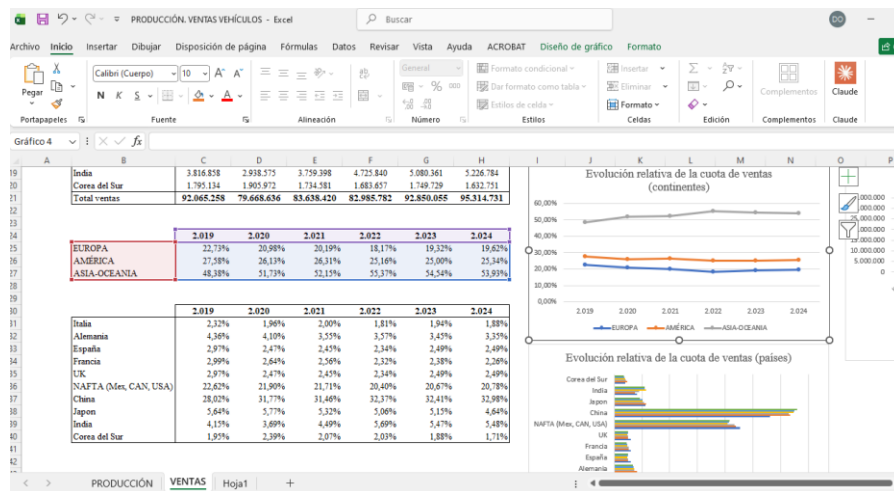 PRODUCCIÓN. VENTAS VEHÍCULOS - Excel
Buscar
DO
Archivo Inicio Insertar Dibujar Disposición de página Fórmulas Datos Revisar Vista Ayuda ACROBAT Diseño de gráfico Formato
Pegar
Calibri (Cuerpo) 10 A A
N K S A
General
% 000
Formato condicional
Dar formato como tabla
Estilos de celda
Insertar
Eliminar
Formato
Complementos
Claude
Portapapeles Fuente Alineación Número Estilos Celdas Edición Complementos Claude
Gráfico 4 fx
A B C D E F G H I J K L M N O P
19 India 3.816.858 2.938.575 3.759.398 4.725.840 5.080.361 5.226.784
20 Corea del Sur 1.795.134 1.905.972 1.734.581 1.683.657 1.749.729 1.632.751
21 Total ventas 92.065.258 79.668.636 83.638.420 82.985.782 92.850.055 95.314.731
22
23
24 2.019 2.020 2.021 2.022 2.023 2.024
25 EUROPA 22,73% 20,98% 20,19% 18,17% 19,32% 19,62%
26 AMÉRICA 27,58% 26,13% 26,31% 25,16% 25,00% 25,34%
27 ASIA-OCEANIA 48,38% 51,73% 52,15% 55,37% 54,54% 53,93%
28
29
30 2.019 2.020 2.021 2.022 2.023 2.024
31 Italia 2,32% 1,96% 2,00% 1,81% 1,94% 1,88%
32 Alemania 4,36% 4,10% 3,55% 3,57% 3,45% 3,35%
33 España 2,97% 2,47% 2,45% 2,34% 2,49% 2,49%
34 Francia 2,99% 2,64% 2,56% 2,32% 2,38% 2,26%
35 UK 2,97% 2,47% 2,45% 2,34% 2,49% 2,49%
36 NAFTA (Mex, CAN, USA) 22,62% 21,90% 21,71% 20,40% 20,67% 20,78%
37 China 28,02% 31,77% 31,46% 32,37% 32,41% 32,98%
38 Japon 5,64% 5,77% 5,32% 5,06% 5,15% 4,64%
39 India 4,15% 3,69% 4,49% 5,69% 5,47% 5,48%
40 Corea del Sur 1,95% 2,39% 2,07% 2,03% 1,88% 1,71%
41
42
Evolución relativa de la cuota de ventas
(continentes)
60,00%
50,00%
40,00%
30,00%
20,00%
10,00%
0,00%
2.019 2.020 2.021 2.022 2.023 2.024
EUROPA AMÉRICA ASIA-OCEANIA
25.000.000
10.000.000
5.000.000
0
Evolución relativa de la cuota de ventas (países)
Corea del Sur
India
Japon
China
NAFTA (Mex, CAN, USA)
UK
Francia
España
Alemania
PRODUCCIÓN VENTAS Hoja1 +